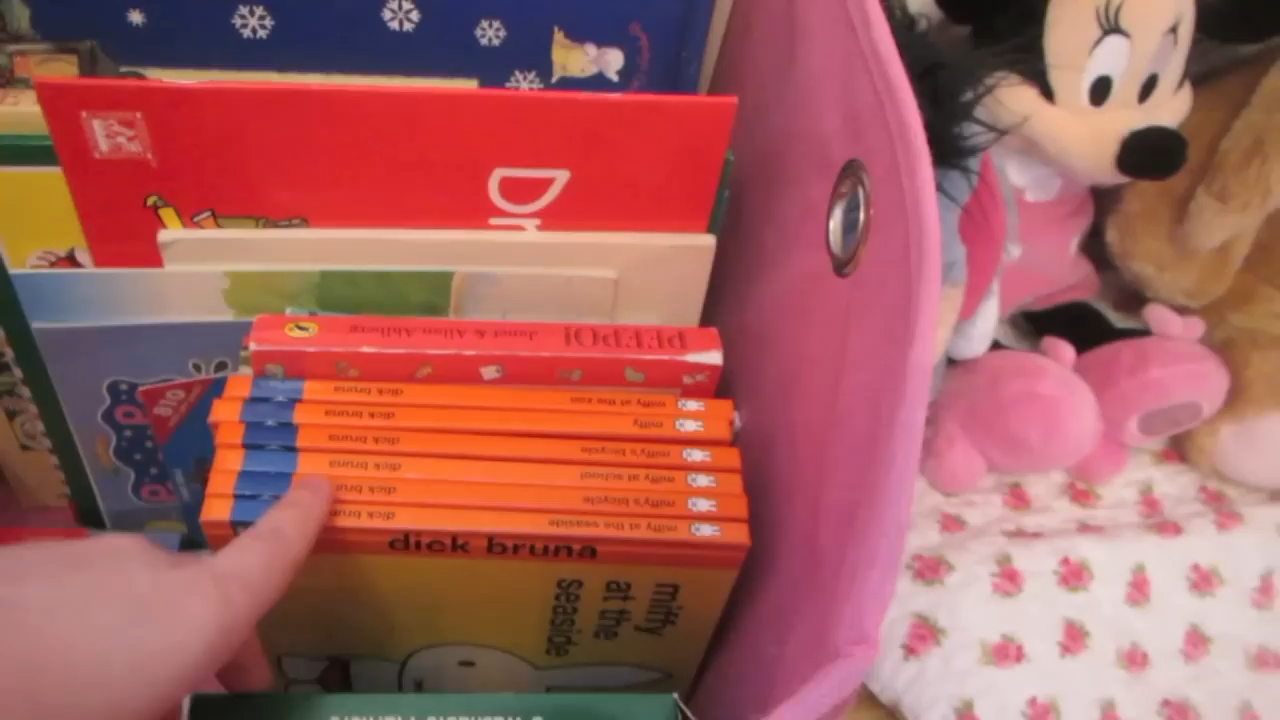 Dr
PEEPO! Janet & Allan Ahlberg
miffy at the zoo dick bruna
miffy dick bruna
miffy's bicycle dick bruna
miffy at school dick bruna
miffy's bicycle dick bruna
miffy at the seaside dick bruna
dick bruna
miffy
at the
seaside